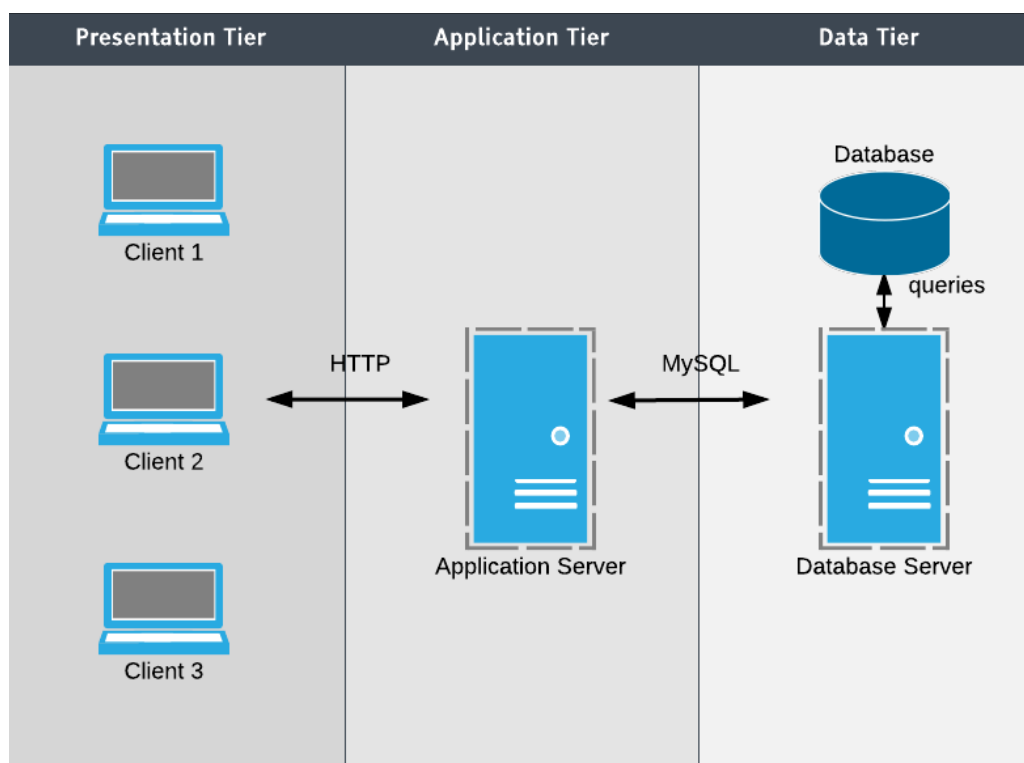 Presentation Tier
Application Tier
Data Tier
Client 1
Client 2
Client 3
HTTP
Application Server
MySQL
Database
queries
Database Server